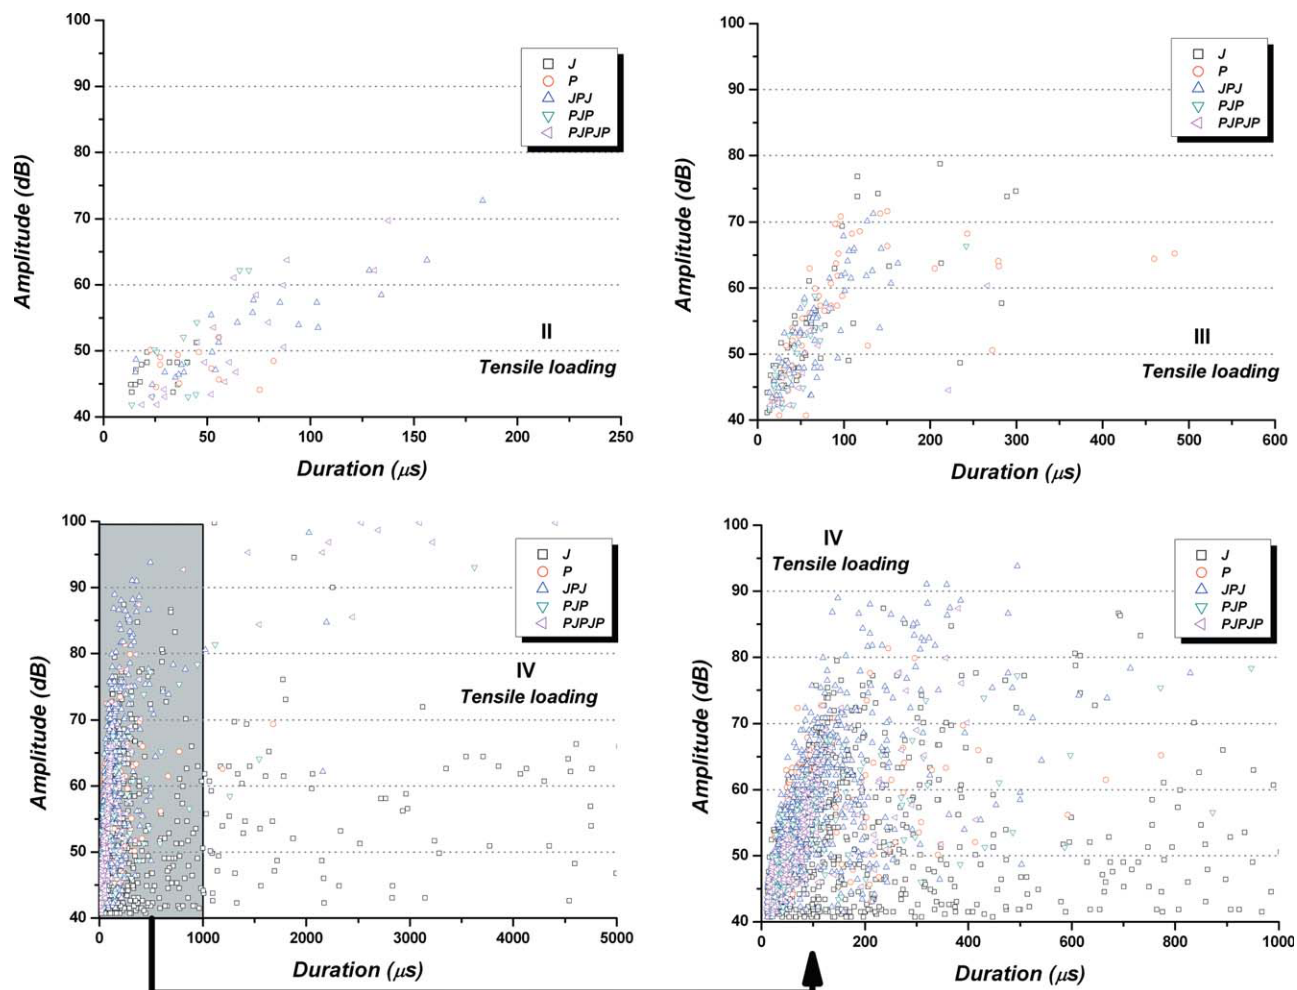 100
90
80
70
60
50
40
Amplitude (dB)
J
P
JPJ
PJP
PJPJP
II
Tensile loading
0 50 100 150 200 250
Duration (μs)
100
90
80
70
60
50
40
Amplitude (dB)
J
P
JPJ
PJP
PJPJP
III
Tensile loading
0 100 200 300 400 500 600
Duration (μs)
100
90
80
70
60
50
40
Amplitude (dB)
J
P
JPJ
PJP
PJPJP
IV
Tensile loading
0 1000 2000 3000 4000 5000
Duration (μs)
100
90
80
70
60
50
40
Amplitude (dB)
IV
Tensile loading
J
P
JPJ
PJP
PJPJP
0 200 400 600 800 1000
Duration (μs)